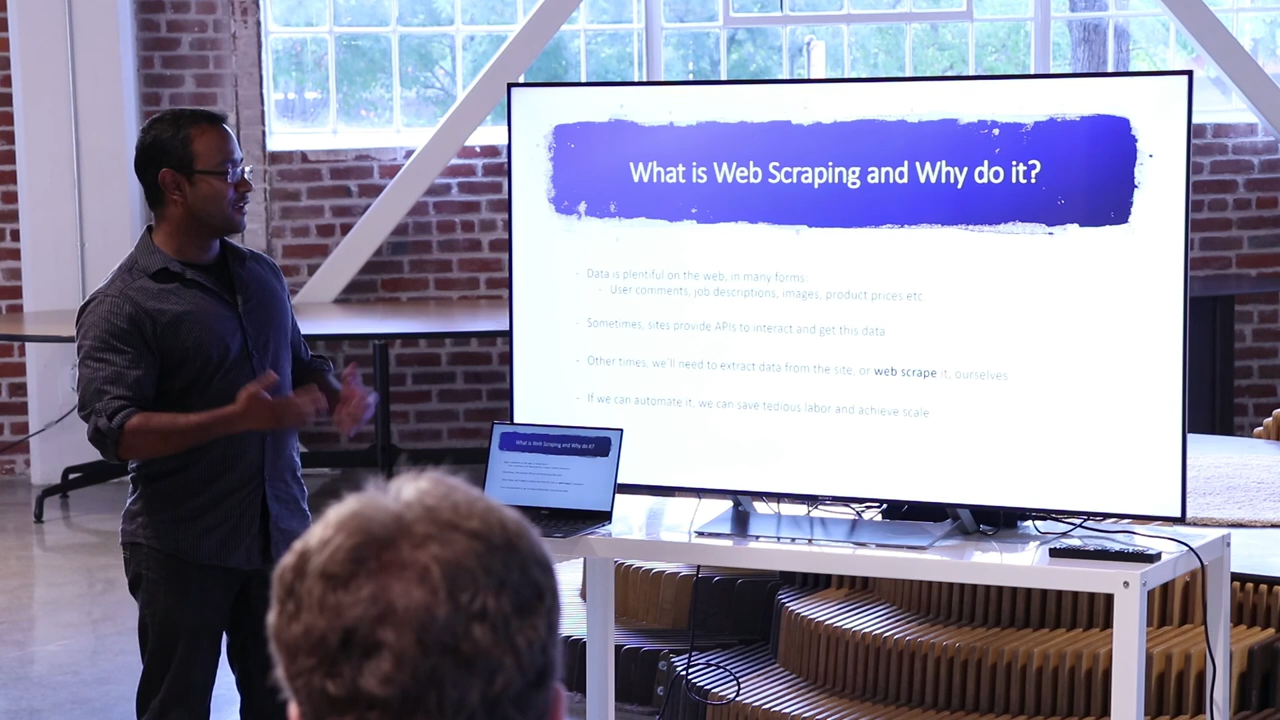 What is Web Scraping and Why do it?
- Data is plentiful on the web, in many forms:
- User comments, job descriptions, images, product prices etc.
- Sometimes, sites provide APIs to interact and get this data
- Other times, we'll need to extract data from the site, or web scrape it, ourselves
- If we can automate it, we can save tedious labor and achieve scale
What is Web Scraping and Why do it?
SONY